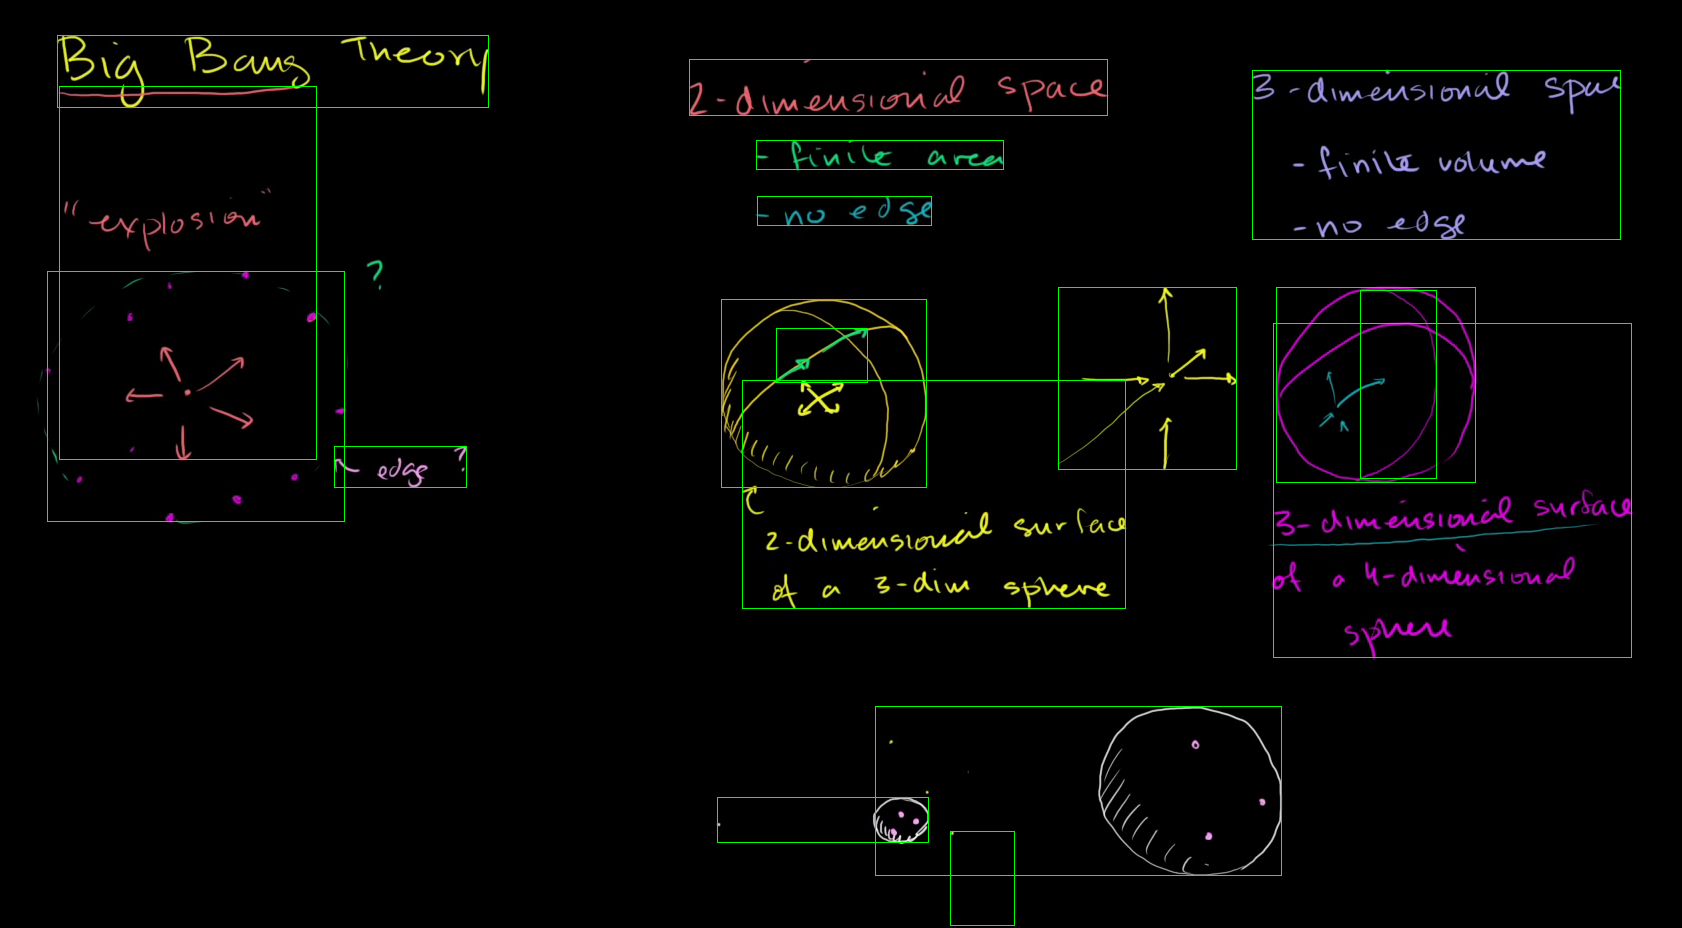 Big Bang Theory
"explosion"
?
edge?
2-dimensional space
- finite area
- no edge
2-dimensional surface
of a 3-dim sphere
3-dimensional space
- finite volume
- no edge
3-dimensional surface
of a 4-dimensional
sphere